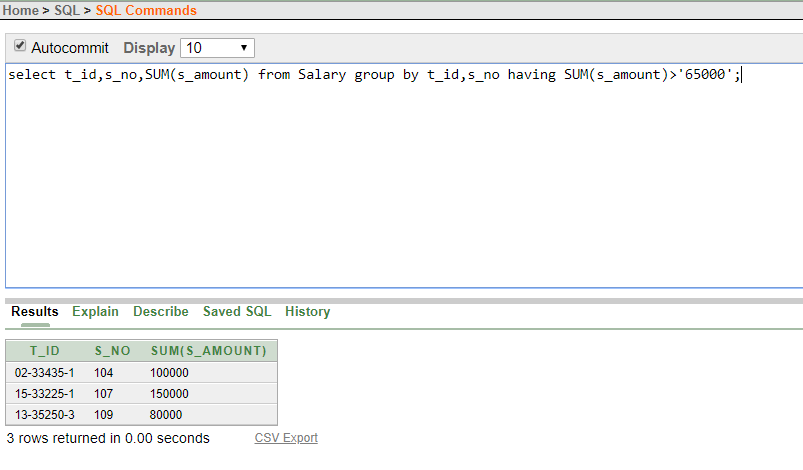 Home > SQL > SQL Commands
Autocommit Display 10
select t_id,s_no,SUM(s_amount) from Salary group by t_id,s_no having SUM(s_amount)>'65000';
Results Explain Describe Saved SQL History
T_ID S_NO SUM(S_AMOUNT)
02-33435-1 104 100000
15-33225-1 107 150000
13-35250-3 109 80000
3 rows returned in 0.00 seconds CSV Export